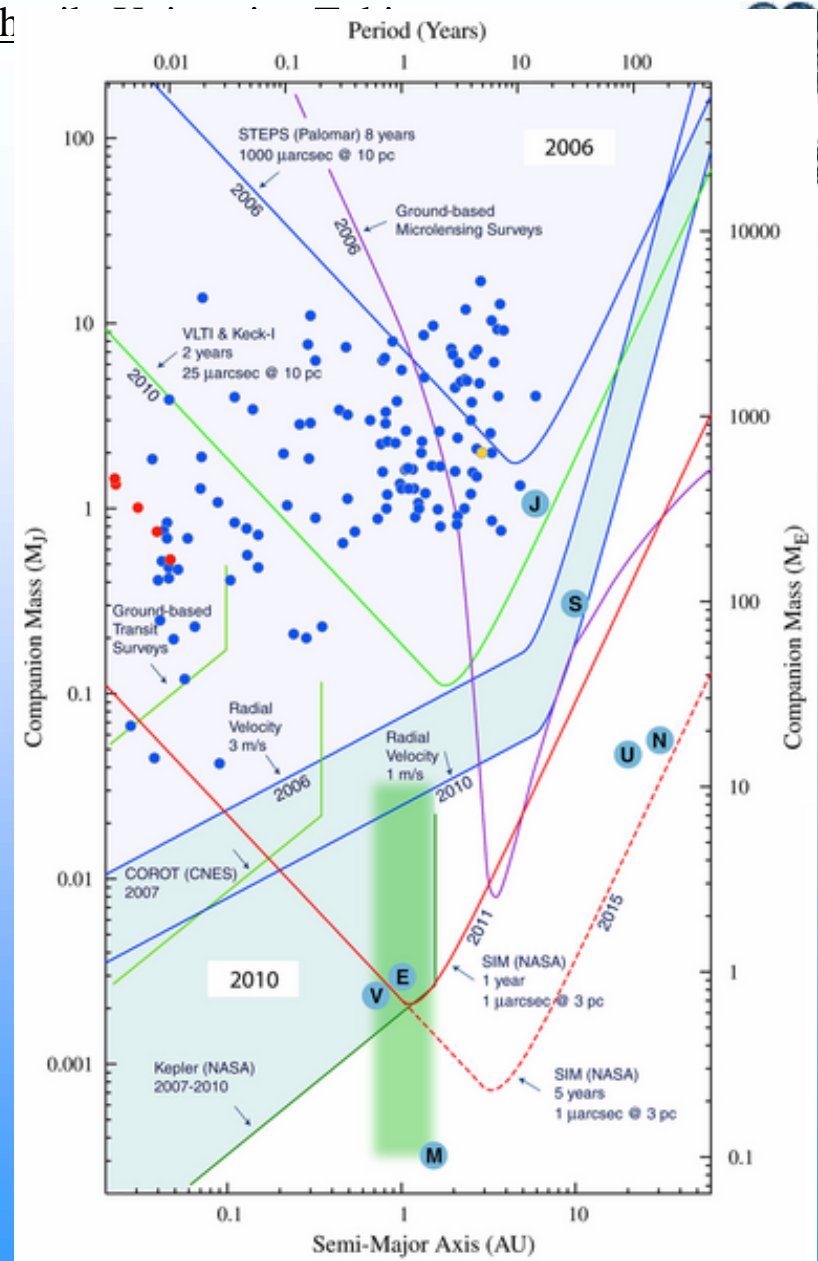 Period (Years)
0.01 0.1 1 10 100
STEPS (Palomar) 8 years
1000 μarcsec @ 10 pc
2006
2006
Ground-based
Microlensing Surveys
2006
VLTI & Keck-I
2 years
25 μarcsec @ 10 pc
2010
100
10
1
0.1
0.01
0.001
Companion Mass (MJ)
10000
1000
100
10
1
0.1
Companion Mass (ME)
J
S
Ground-based
Transit
Surveys
Radial
Velocity
3 m/s
2006
Radial
Velocity
1 m/s
2010
U
N
COROT (CNES)
2007
2011
2015
2010
E
V
SIM (NASA)
1 year
1 μarcsec @ 3 pc
Kepler (NASA)
2007-2010
SIM (NASA)
5 years
1 μarcsec @ 3 pc
M
0.1 1 10
Semi-Major Axis (AU)